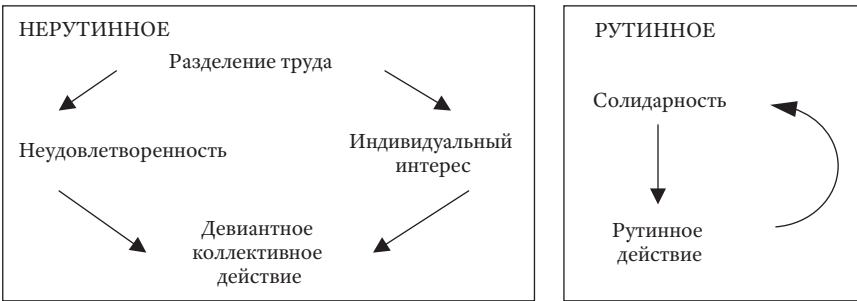 НЕРУТИННОЕ
Разделение труда
Неудовлетворенность
Индивидуальный
интерес
Девиантное
коллективное
действие
РУТИННОЕ
Солидарность
Рутинное
действие